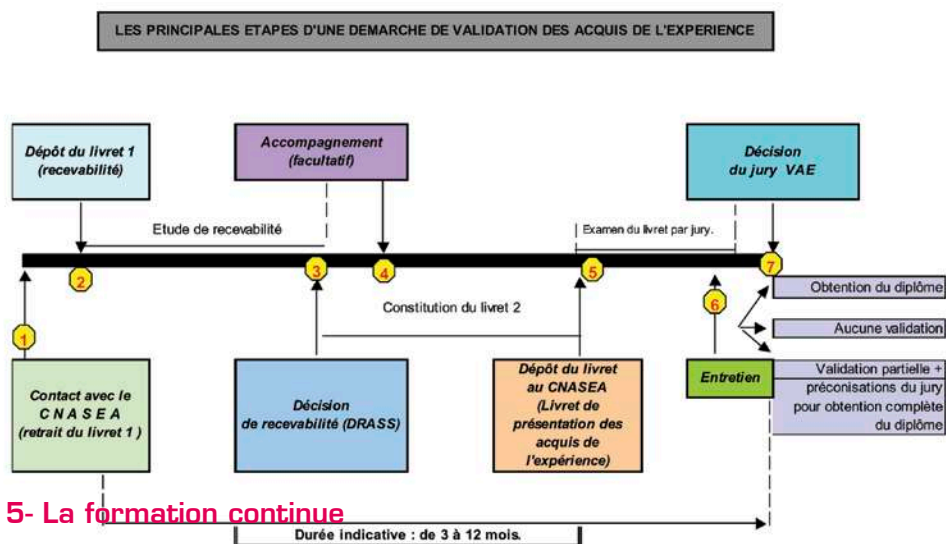 LES PRINCIPALES ETAPES D'UNE DEMARCHE DE VALIDATION DES ACQUIS DE L'EXPERIENCE
Dépôt du livret 1
(recevabilité)
Accompagnement
(facultatif)
Décision
du jury VAE
Etude de recevabilité
Examen du livret par jury.
1
2
3
4
5
6
7
Constitution du livret 2
Obtention du diplôme
Aucune validation
Validation partielle +
préconisations du jury
pour obtention complète
du diplôme
Contact avec le
C N A S E A
(retrait du livret 1 )
Décision
de recevabilité (DRASS)
Dépôt du livret
au CNASEA
(Livret de
présentation des
acquis de
l'expérience)
Entretien
5- La formation continue
Durée indicative : de 3 à 12 mois.